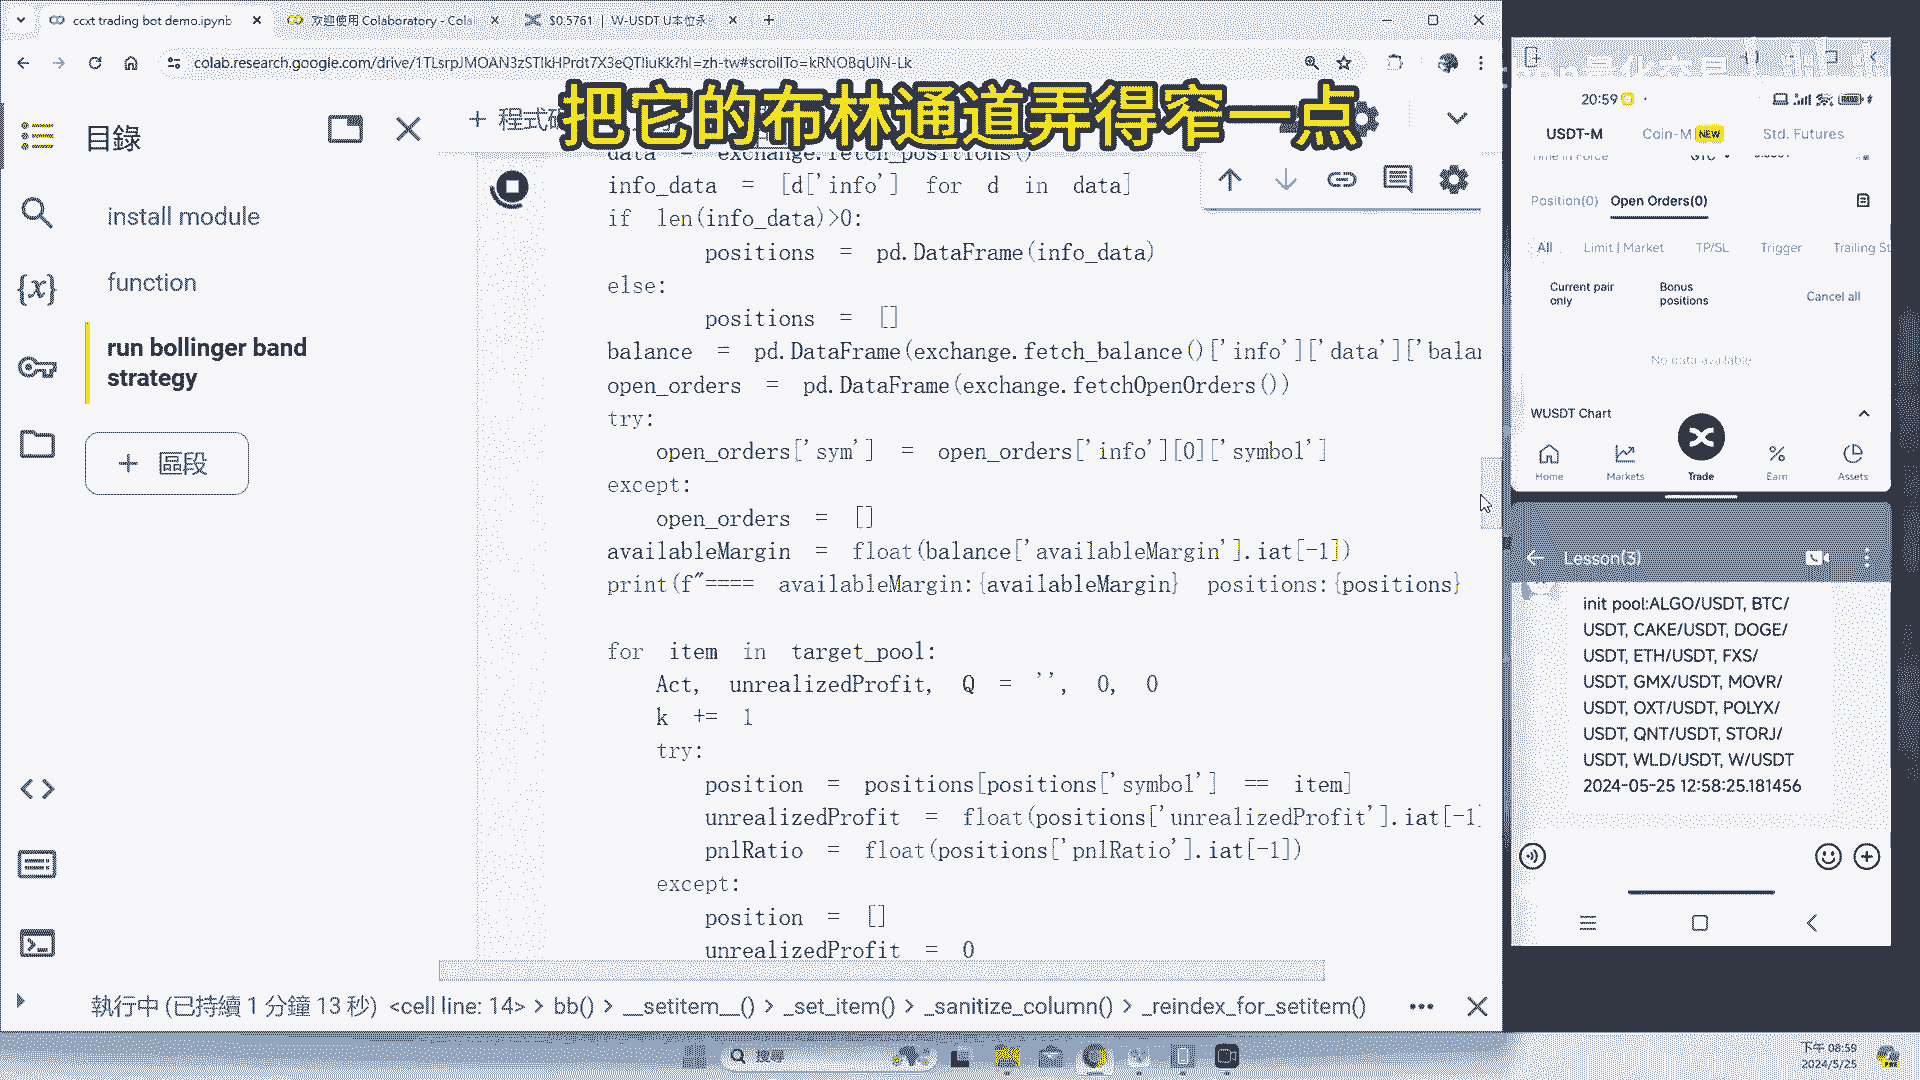 ccxt trading bot demo.ipynb
歡迎使用 Colaboratory - Cola
$0.5761 | W-USDT U本位永
colab.research.google.com/drive/1TLsrpJMOAN3zSTlkHPrdt7X3eQTliuKk?hl=zh-tw#scrollTo=kRNOBqUlN-Lk
把它的布林通道弄得窄一点
目錄
+ 程式碼
install module
function
run bollinger band
strategy
+ 區段
data = exchange.fetch_positions()
info_data = [d['info'] for d in data]
if len(info_data)>0:
positions = pd.DataFrame(info_data)
else:
positions = []
balance = pd.DataFrame(exchange.fetch_balance()['info']['data']['balan
open_orders = pd.DataFrame(exchange.fetchOpenOrders())
try:
open_orders['sym'] = open_orders['info'][0]['symbol']
except:
open_orders = []
availableMargin = float(balance['availableMargin'].iat[-1])
print(f"==== availableMargin:{availableMargin} positions:{positions}
for item in target_pool:
Act, unrealizedProfit, Q = '', 0, 0
k += 1
try:
position = positions[positions['symbol'] == item]
unrealizedProfit = float(positions['unrealizedProfit'].iat[-1]
pnlRatio = float(positions['pnlRatio'].iat[-1])
except:
position = []
unrealizedProfit = 0
執行中 (已持續 1 分鐘 13 秒) <cell line: 14> > bb() > __setitem__() > _set_item() > _sanitize_column() > _reindex_for_setitem()
搜尋
下午 08:59
2024/5/25
20:59
USDT-M Coin-M NEW Std. Futures
Time in Force GTC
Position(0) Open Orders(0)
All Limit | Market TP/SL Trigger Trailing St
Current pair only
Bonus positions
Cancel all
No data available
WUSDT Chart
Home Markets Trade Earn Assets
Lesson(3)
init pool:ALGO/USDT, BTC/
USDT, CAKE/USDT, DOGE/
USDT, ETH/USDT, FXS/
USDT, GMX/USDT, MOVR/
USDT, OXT/USDT, POLYX/
USDT, QNT/USDT, STORJ/
USDT, WLD/USDT, W/USDT
2024-05-25 12:58:25.181456